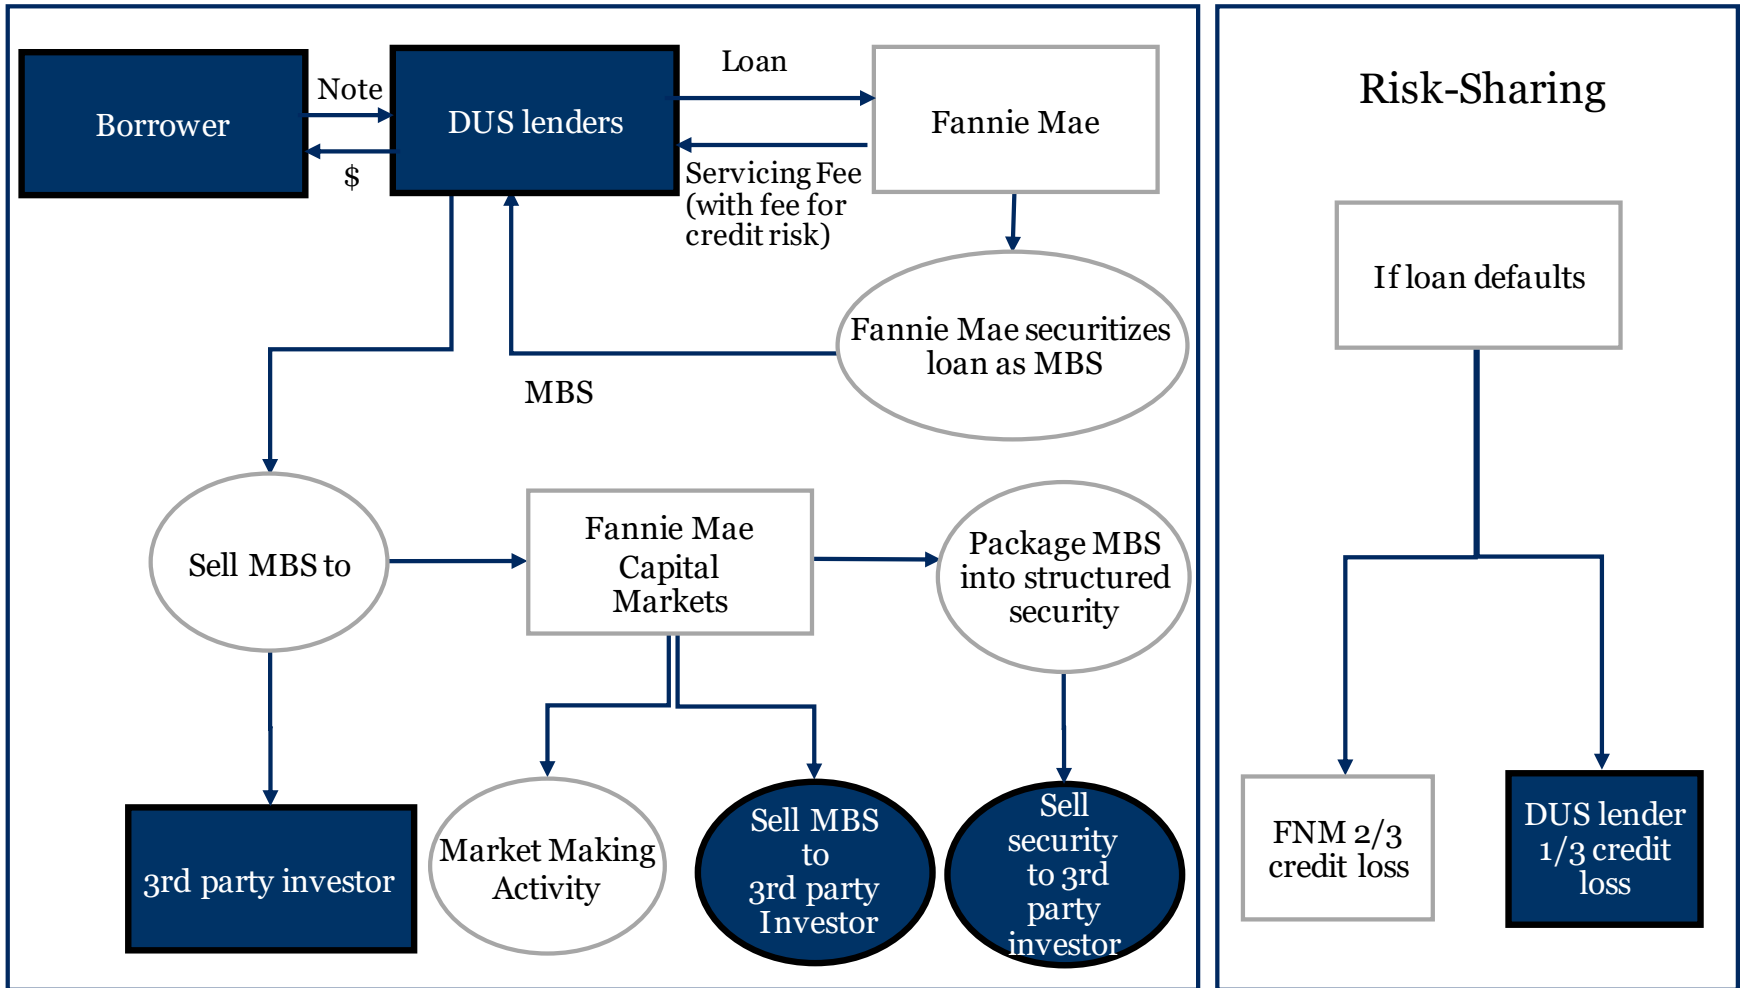 Borrower
Note
$
DUS lenders
Loan
Servicing Fee
(with fee for
credit risk)
Fannie Mae
Fannie Mae securitizes
loan as MBS
MBS
Sell MBS to
Fannie Mae
Capital
Markets
Package MBS
into structured
security
3rd party investor
Market Making
Activity
Sell MBS
to
3rd party
Investor
Sell
security
to 3rd
party
investor
Risk-Sharing
If loan defaults
FNM 2/3
credit loss
DUS lender
1/3 credit
loss